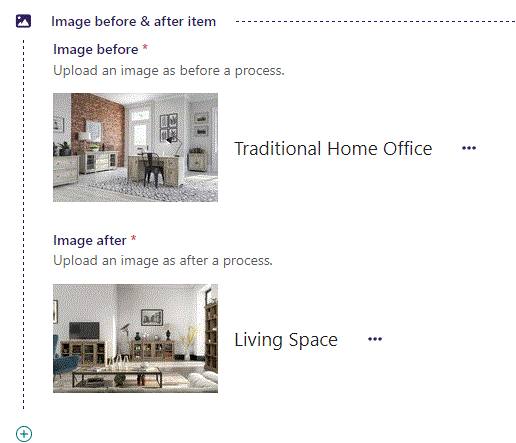 Image before & after item
Image before *
Upload an image as before a process.
Traditional Home Office
Image after *
Upload an image as after a process.
Living Space